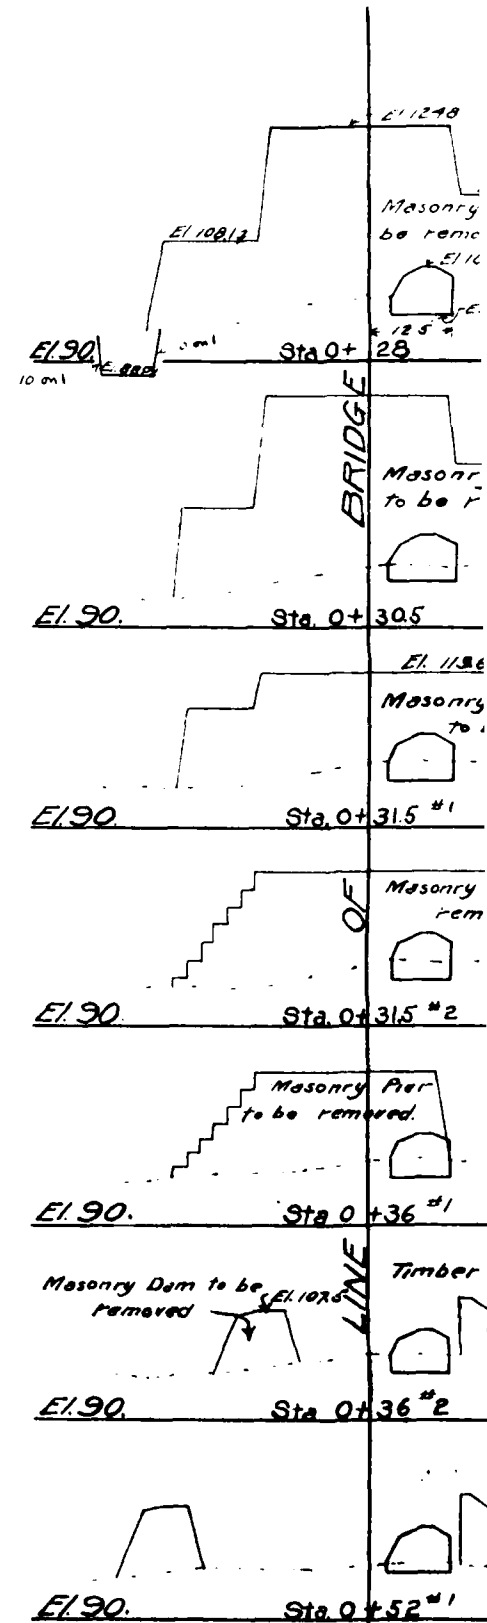 El. 124.8
Masonry
be remo
El. 108.12
El. 90.
Sta 0+28
12.5
10 on 1
BRIDGE
Masonr
to be r
El. 90.
Sta. 0+30.5
El. 113.6
Masonry
to
El. 90.
Sta. 0+31.5 #1
OF
Masonry
rem
El. 90.
Sta. 0+31.5 #2
Masonry Pier
to be removed.
El. 90.
Sta 0+36 #1
LINE
Masonry Dam to be
removed
El. 107.5
Timber
El. 90.
Sta 0+36 #2
El. 90.
Sta 0+52 #1